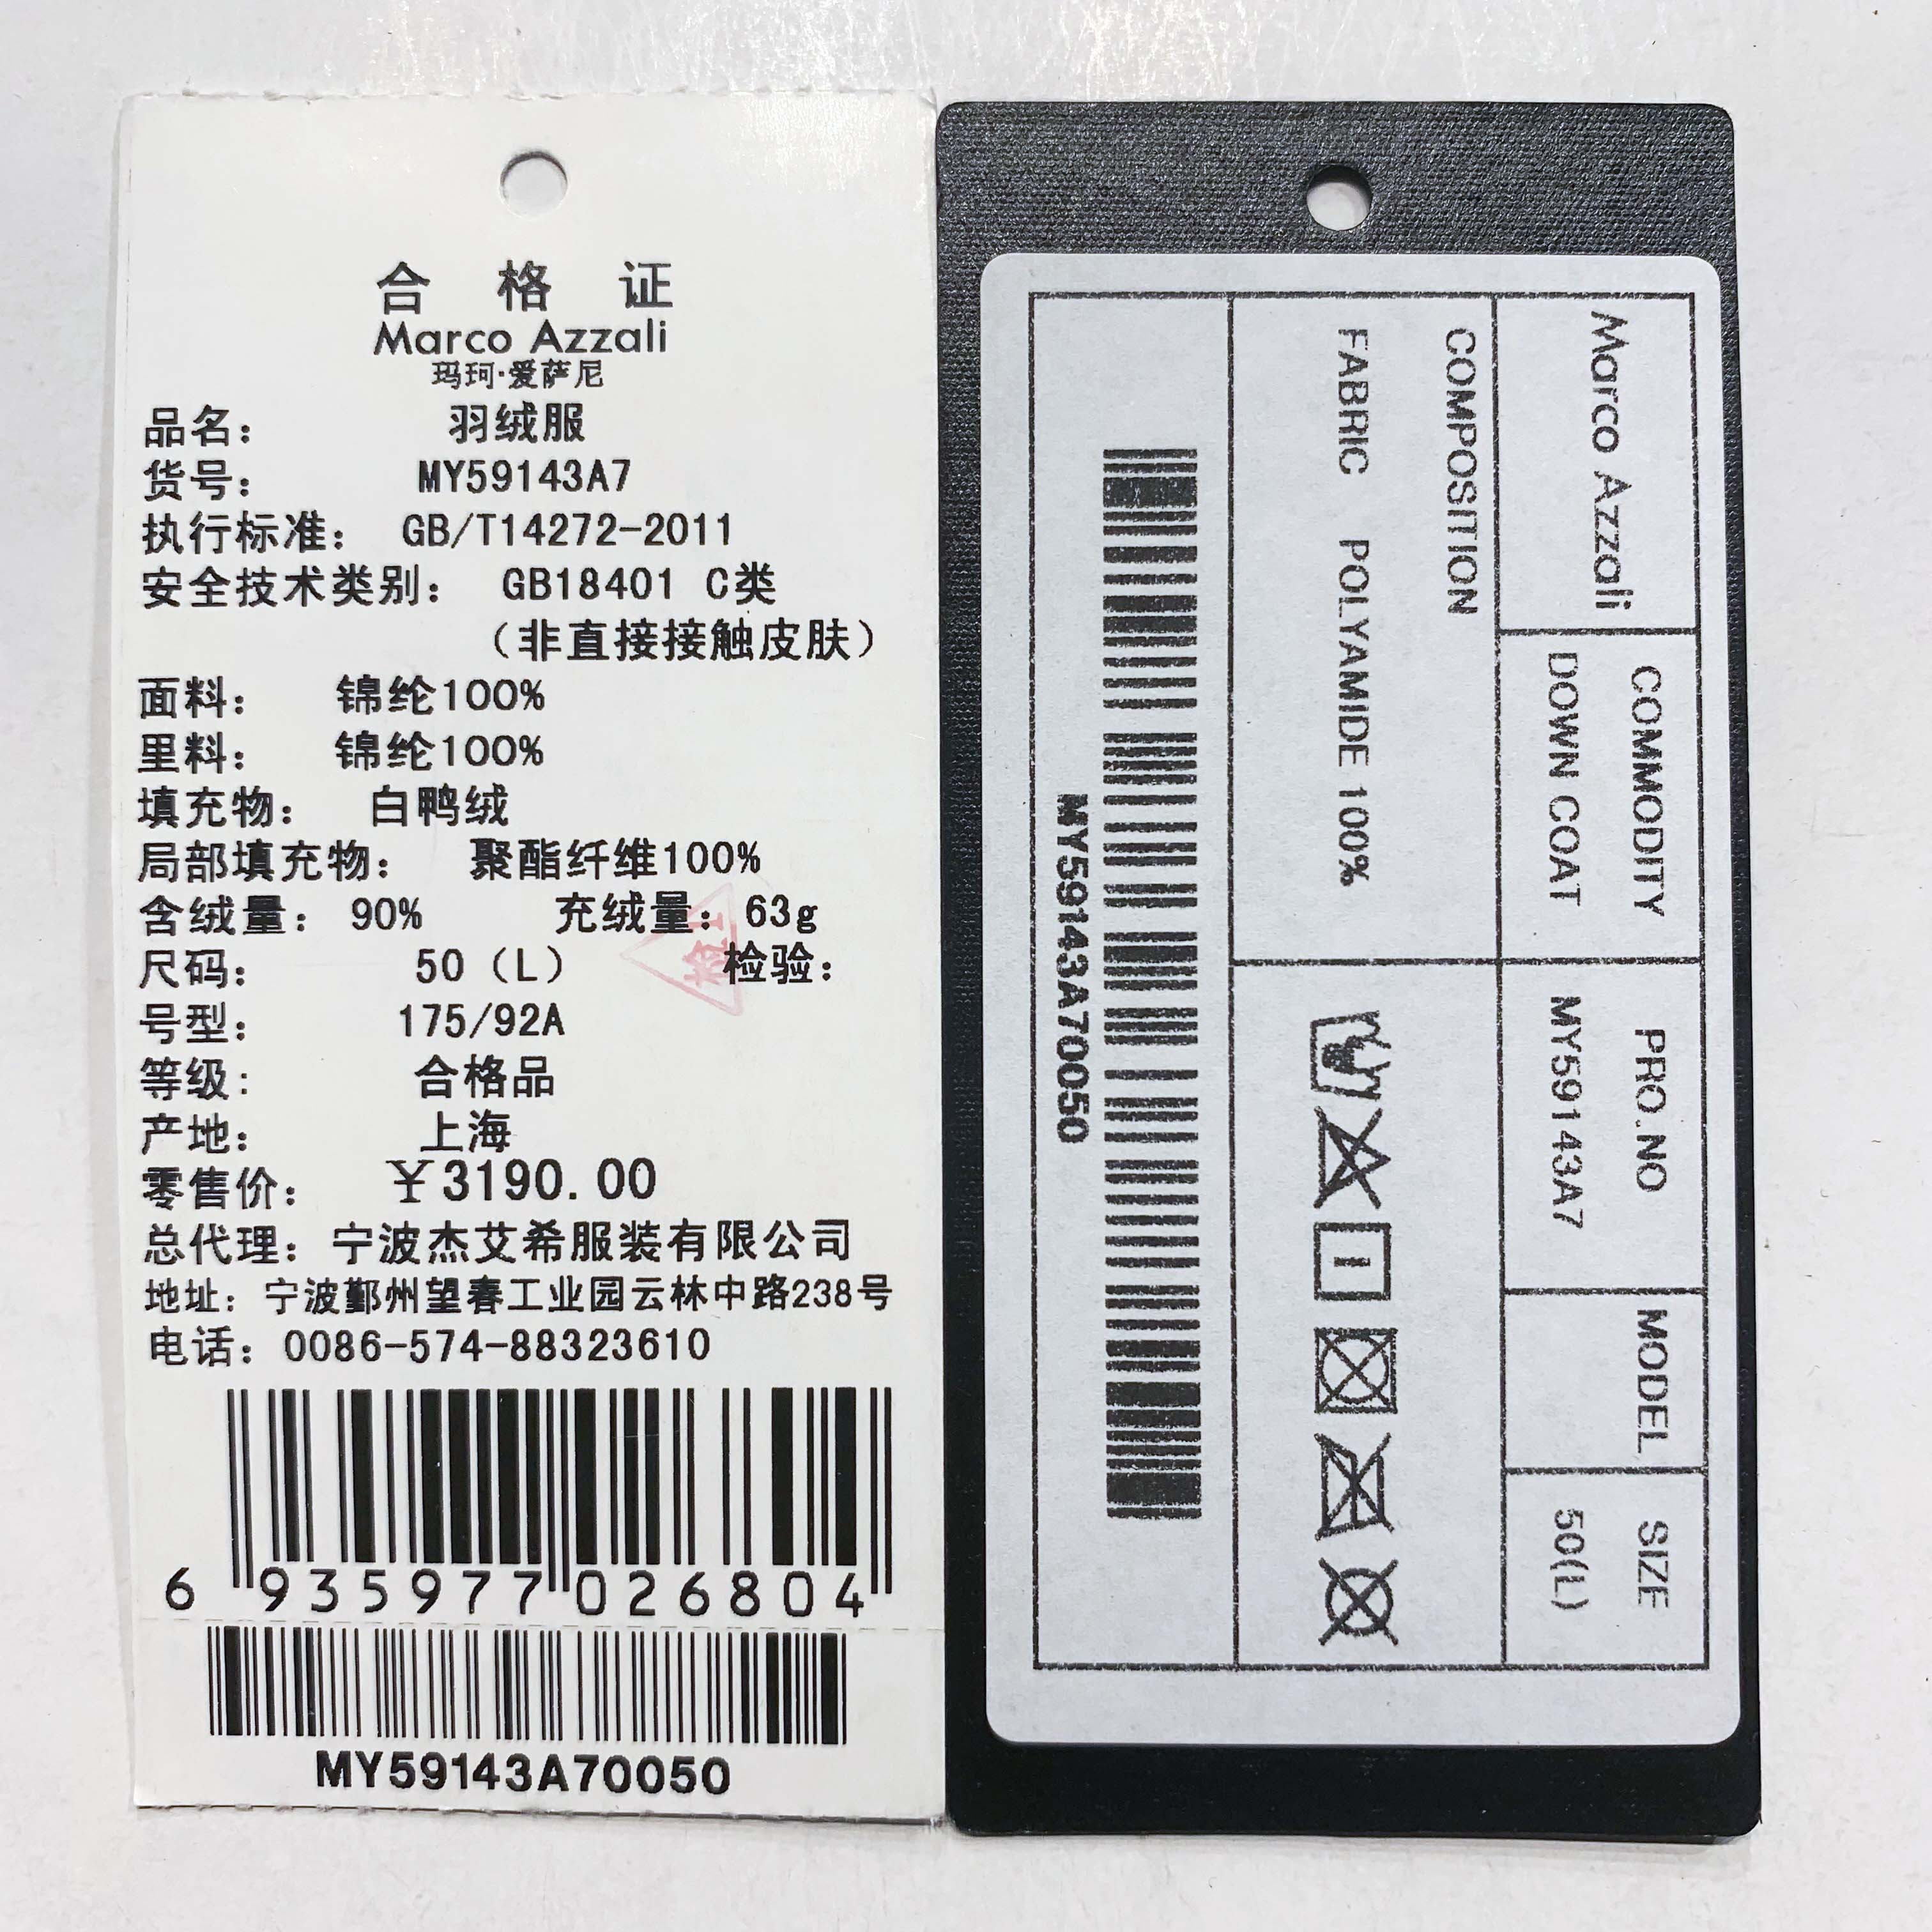 合格证
Marco Azzali
玛珂·爱萨尼
品名： 羽绒服
货号： MY59143A7
执行标准： GB/T14272-2011
安全技术类别： GB18401 C类
（非直接接触皮肤）
面料： 锦纶100%
里料： 锦纶100%
填充物： 白鸭绒
局部填充物： 聚酯纤维100%
含绒量： 90% 充绒量： 63g
尺码： 50（L） 检验：
号型： 175/92A
等级： 合格品
产地： 上海
零售价： ￥3190.00
总代理： 宁波杰艾希服装有限公司
地址： 宁波鄞州望春工业园云林中路238号
电话： 0086-574-88323610
6 935977 026804
MY59143A70050
Marco Azzali
COMMODITY
DOWN COAT
PRO.NO
MY59143A7
MODEL
SIZE
50(L)
COMPOSITION
FABRIC POLYAMIDE 100%
MY59143A70050